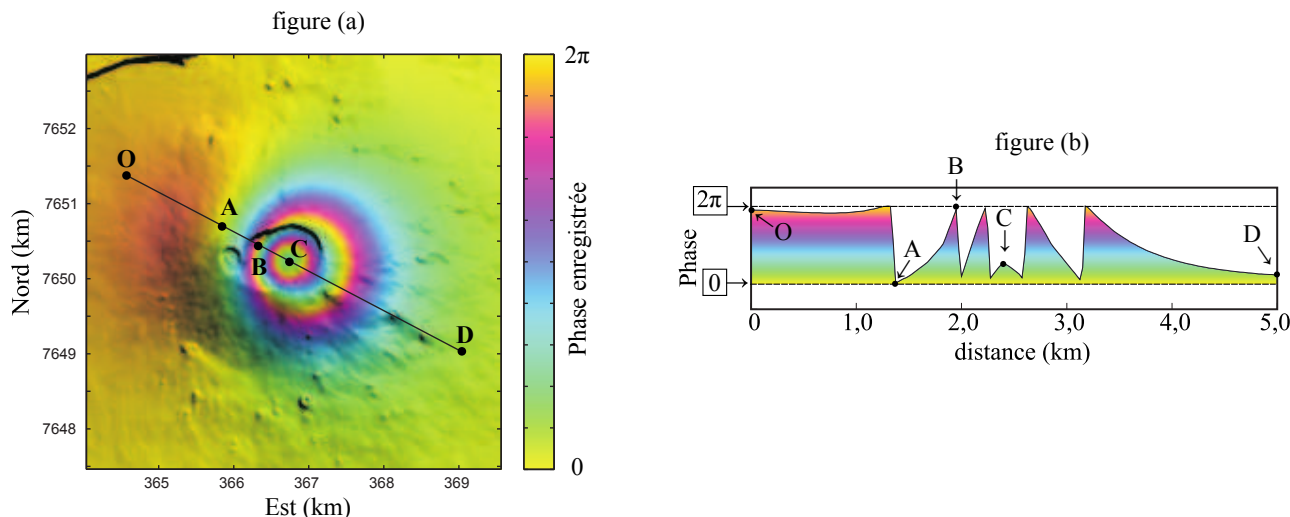 figure (a)
2π
7652
7651
7650
7649
7648
Nord (km)
O
A
B
C
D
365 366 367 368 369
Est (km)
Phase enregistrée
0
figure (b)
B
2π
O
A
C
D
Phase
0
0 1,0 2,0 3,0 4,0 5,0
distance (km)